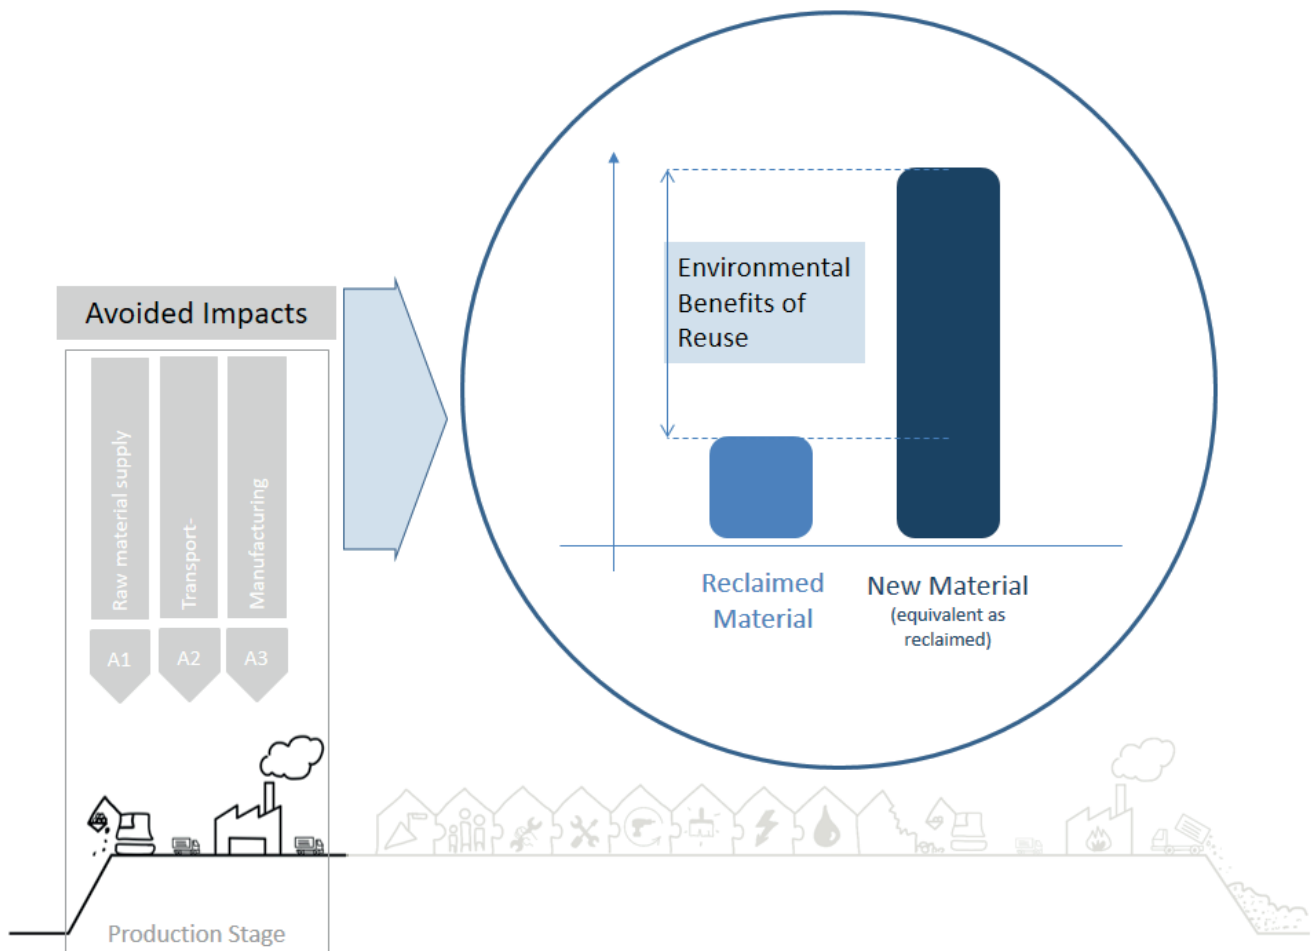 Avoided Impacts
Raw material supply
Transport-
Manufacturing
A1
A2
A3
Production Stage
Environmental
Benefits of
Reuse
Reclaimed
Material
New Material
(equivalent as
reclaimed)